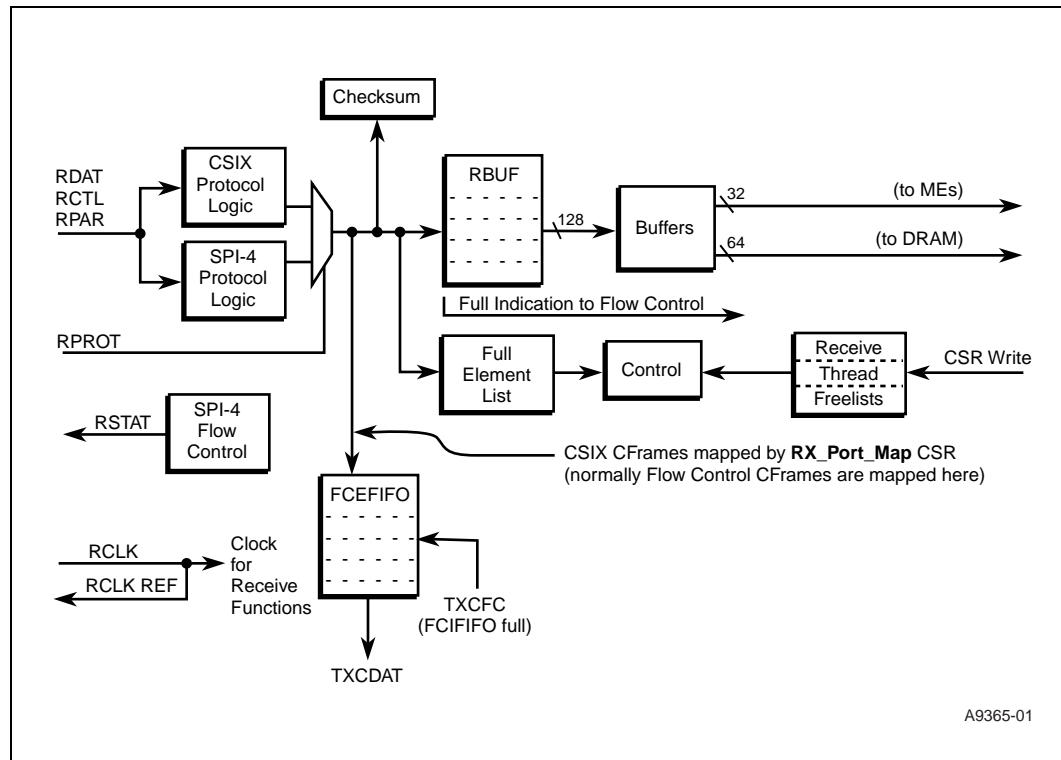 Checksum
RDAT
RCTL
RPAR
CSIX
Protocol
Logic
SPI-4
Protocol
Logic
RPROT
RBUF
128
Buffers
32
(to MEs)
64
(to DRAM)
Full Indication to Flow Control
Full
Element
List
Control
Receive
Thread
Freelists
CSR Write
RSTAT
SPI-4
Flow
Control
CSIX CFrames mapped by RX_Port_Map CSR
(normally Flow Control CFrames are mapped here)
FCEFIFO
RCLK
RCLK REF
Clock
for
Receive
Functions
TXCFC
(FCIFIFO full)
TXCDAT
A9365-01